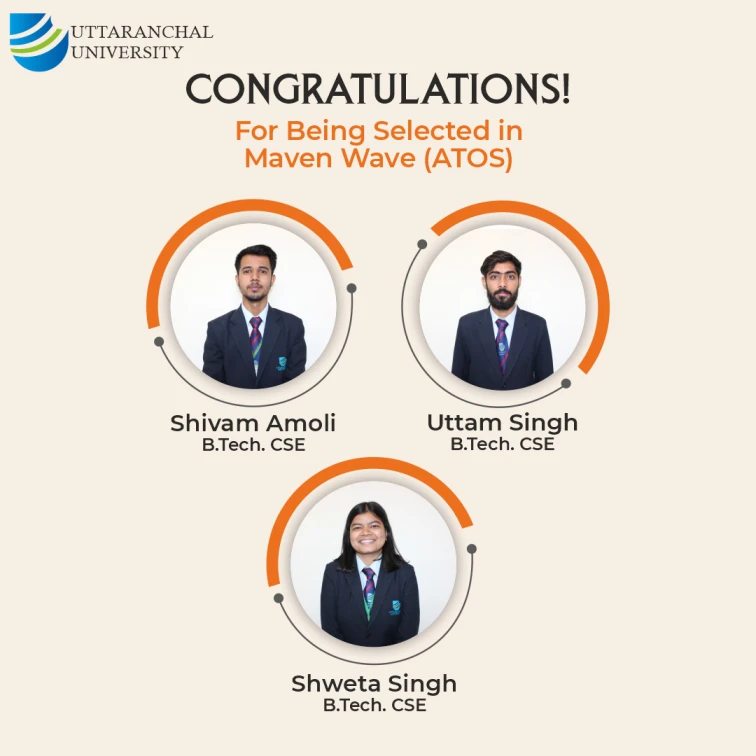 UTTARANCHAL
UNIVERSITY
CONGRATULATIONS!
For Being Selected in
Maven Wave (ATOS)
Shivam Amoli
B.Tech. CSE
Uttam Singh
B.Tech. CSE
Shweta Singh
B.Tech. CSE